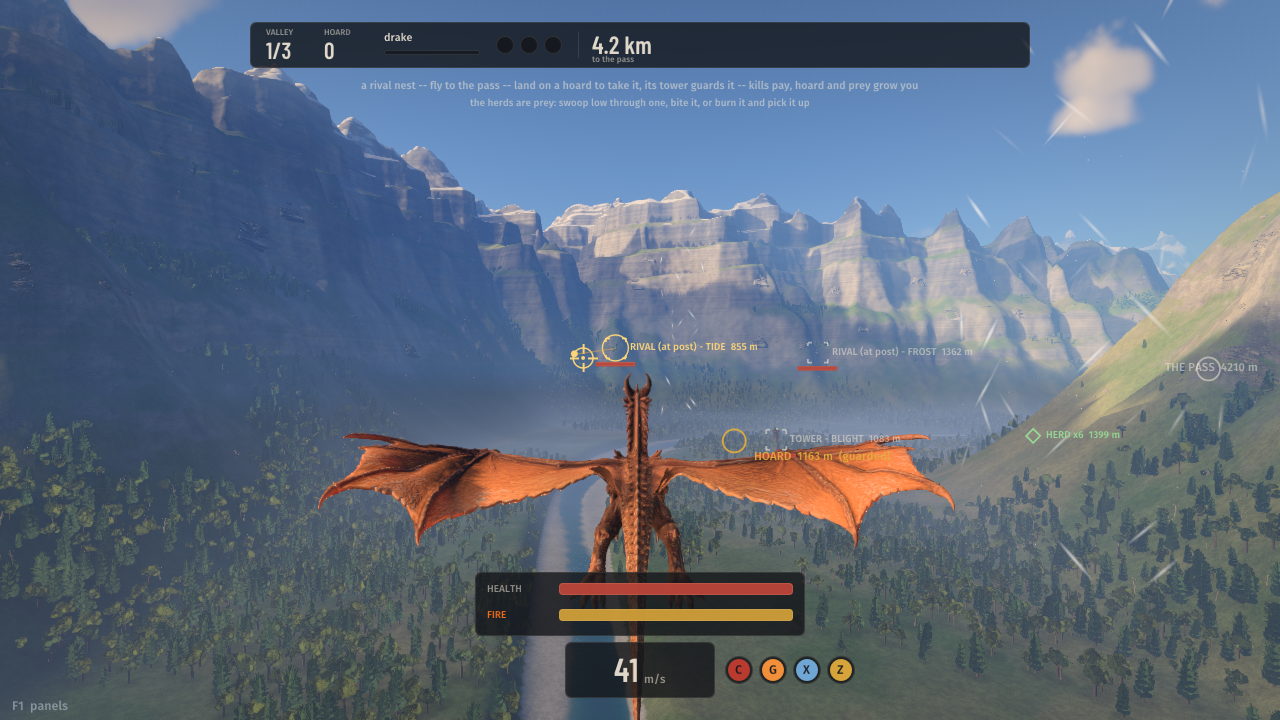 VALLEY
1/3
HOARD
0
drake
4.2 km
to the pass
a rival nest -- fly to the pass -- land on a hoard to take it, its tower guards it -- kills pay, hoard and prey grow you
the herds are prey: swoop low through one, bite it, or burn it and pick it up
RIVAL (at post) - TIDE 855 m
RIVAL (at post) - FROST 1362 m
THE PASS 4210 m
TOWER - BLIGHT 1083 m
HERD x6 1399 m
HOARD 1163 m (guarded)
HEALTH
FIRE
41 m/s
C G X Z
F1 panels